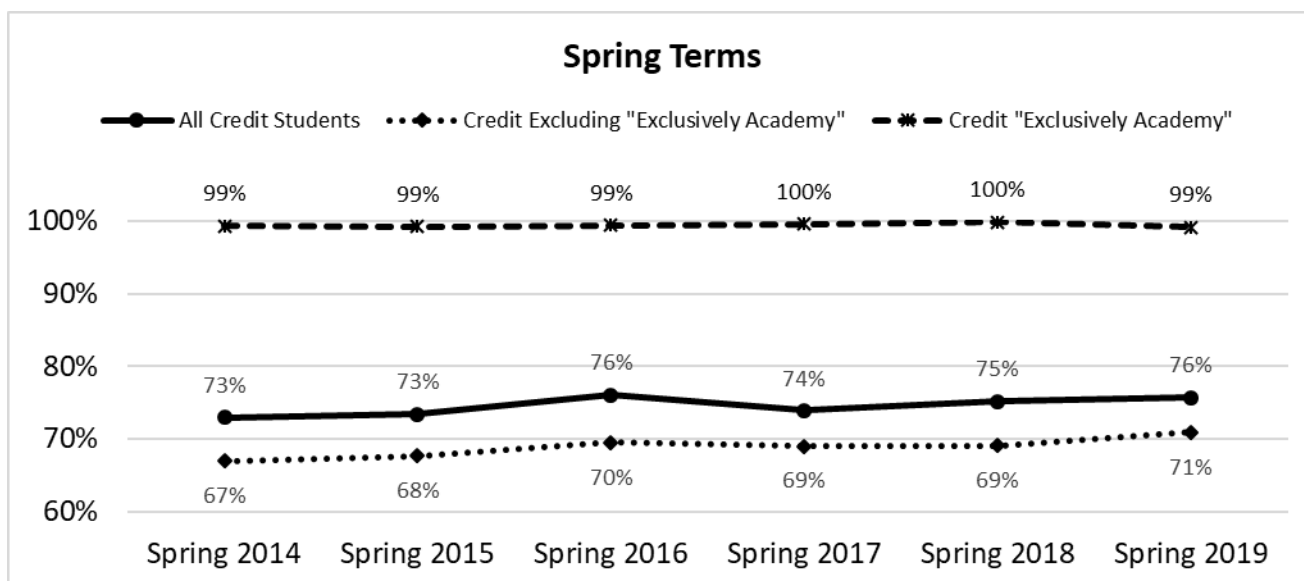 Spring Terms
All Credit Students Credit Excluding "Exclusively Academy" Credit "Exclusively Academy"
99% 99% 99% 100% 100% 99%
100%
90%
80%
73% 73% 76% 74% 75% 76%
70%
67% 68% 70% 69% 69% 71%
60%
Spring 2014 Spring 2015 Spring 2016 Spring 2017 Spring 2018 Spring 2019